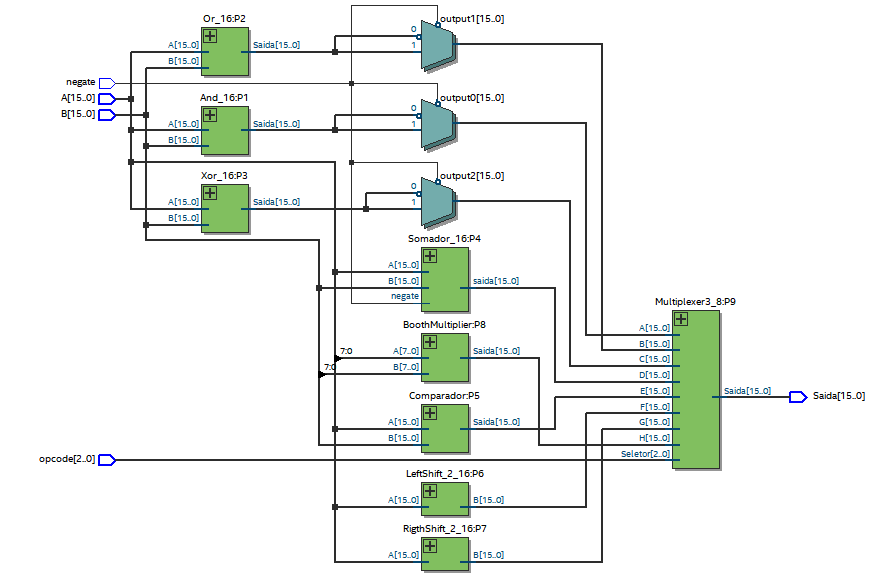 Or_16:P2
A[15..0] Saida[15..0]
B[15..0]
0
1
output1[15..0]
negate
A[15..0]
B[15..0]
And_16:P1
A[15..0] Saida[15..0]
B[15..0]
0
1
output0[15..0]
Xor_16:P3
A[15..0] Saida[15..0]
B[15..0]
0
1
output2[15..0]
Somador_16:P4
A[15..0]
B[15..0] saida[15..0]
negate
BoothMultiplier:P8
7:0 A[7..0] Saida[15..0]
7:0 B[7..0]
Comparador:P5
A[15..0] Saida[15..0]
B[15..0]
opcode[2..0]
LeftShift_2_16:P6
A[15..0] B[15..0]
RigthShift_2_16:P7
A[15..0] B[15..0]
Multiplexer3_8:P9
A[15..0]
B[15..0]
C[15..0]
D[15..0]
E[15..0] Saida[15..0]
F[15..0]
G[15..0]
H[15..0]
Seletor[2..0]
Saida[15..0]